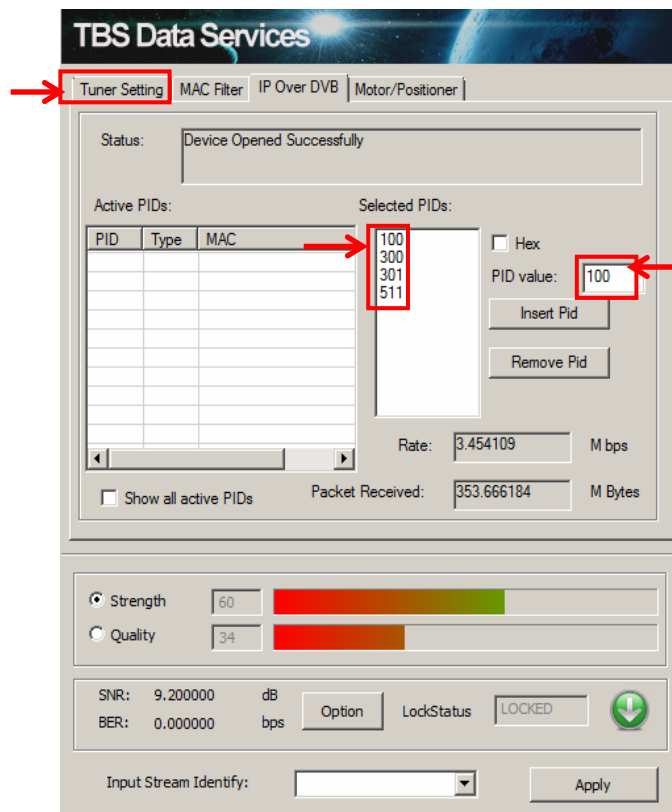 TBS Data Services
Tuner Setting MAC Filter IP Over DVB Motor/Positioner
Status: Device Opened Successfully
Active PIDs: Selected PIDs:
PID Type MAC
100
300
301
511
Hex
PID value: 100
Insert Pid
Remove Pid
Rate: 3.454109 M bps
Show all active PIDs Packet Received: 353.666184 M Bytes
Strength 60
Quality 34
SNR: 9.200000 dB
BER: 0.000000 bps
Option LockStatus LOCKED
Input Stream Identify: Apply